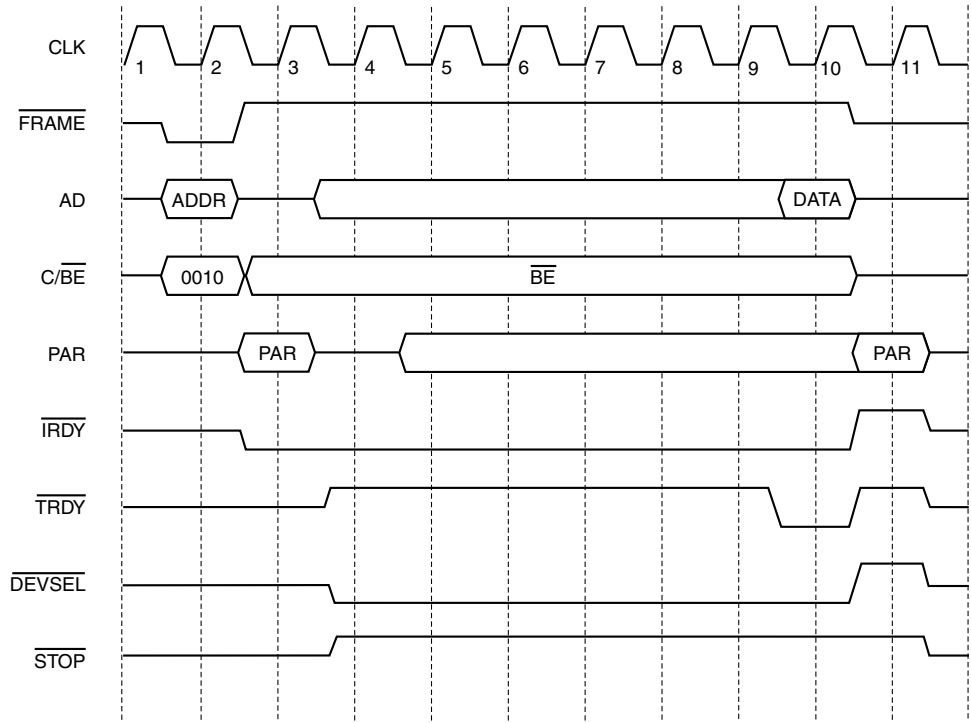 CLK
1 2 3 4 5 6 7 8 9 10 11
FRAME
AD ADDR DATA
C/BE 0010 BE
PAR PAR PAR
IRDY
TRDY
DEVSEL
STOP